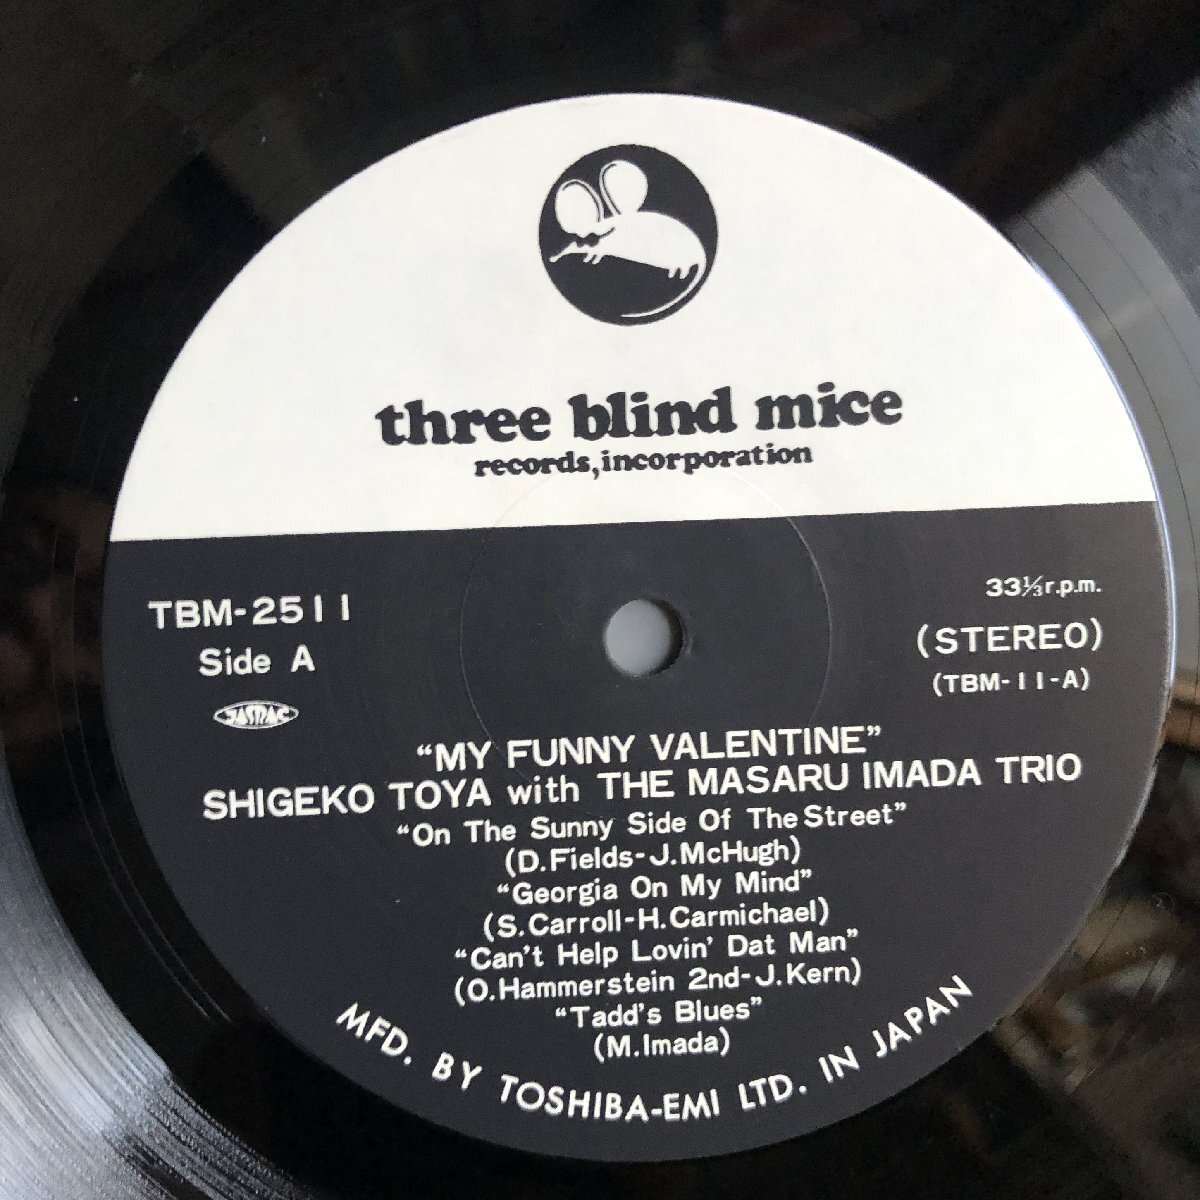 three blind mice
records,incorporation
TBM-2511
Side A
JASRAC
33⅓r.p.m.
(STEREO)
(TBM-11-A)
“MY FUNNY VALENTINE”
SHIGEKO TOYA with THE MASARU IMADA TRIO
“On The Sunny Side Of The Street”
(D.Fields-J.McHugh)
“Georgia On My Mind”
(S.Carroll-H.Carmichael)
“Can't Help Lovin' Dat Man”
(O.Hammerstein 2nd-J.Kern)
“Tadd's Blues”
(M.Imada)
MFD. BY TOSHIBA-EMI LTD. IN JAPAN